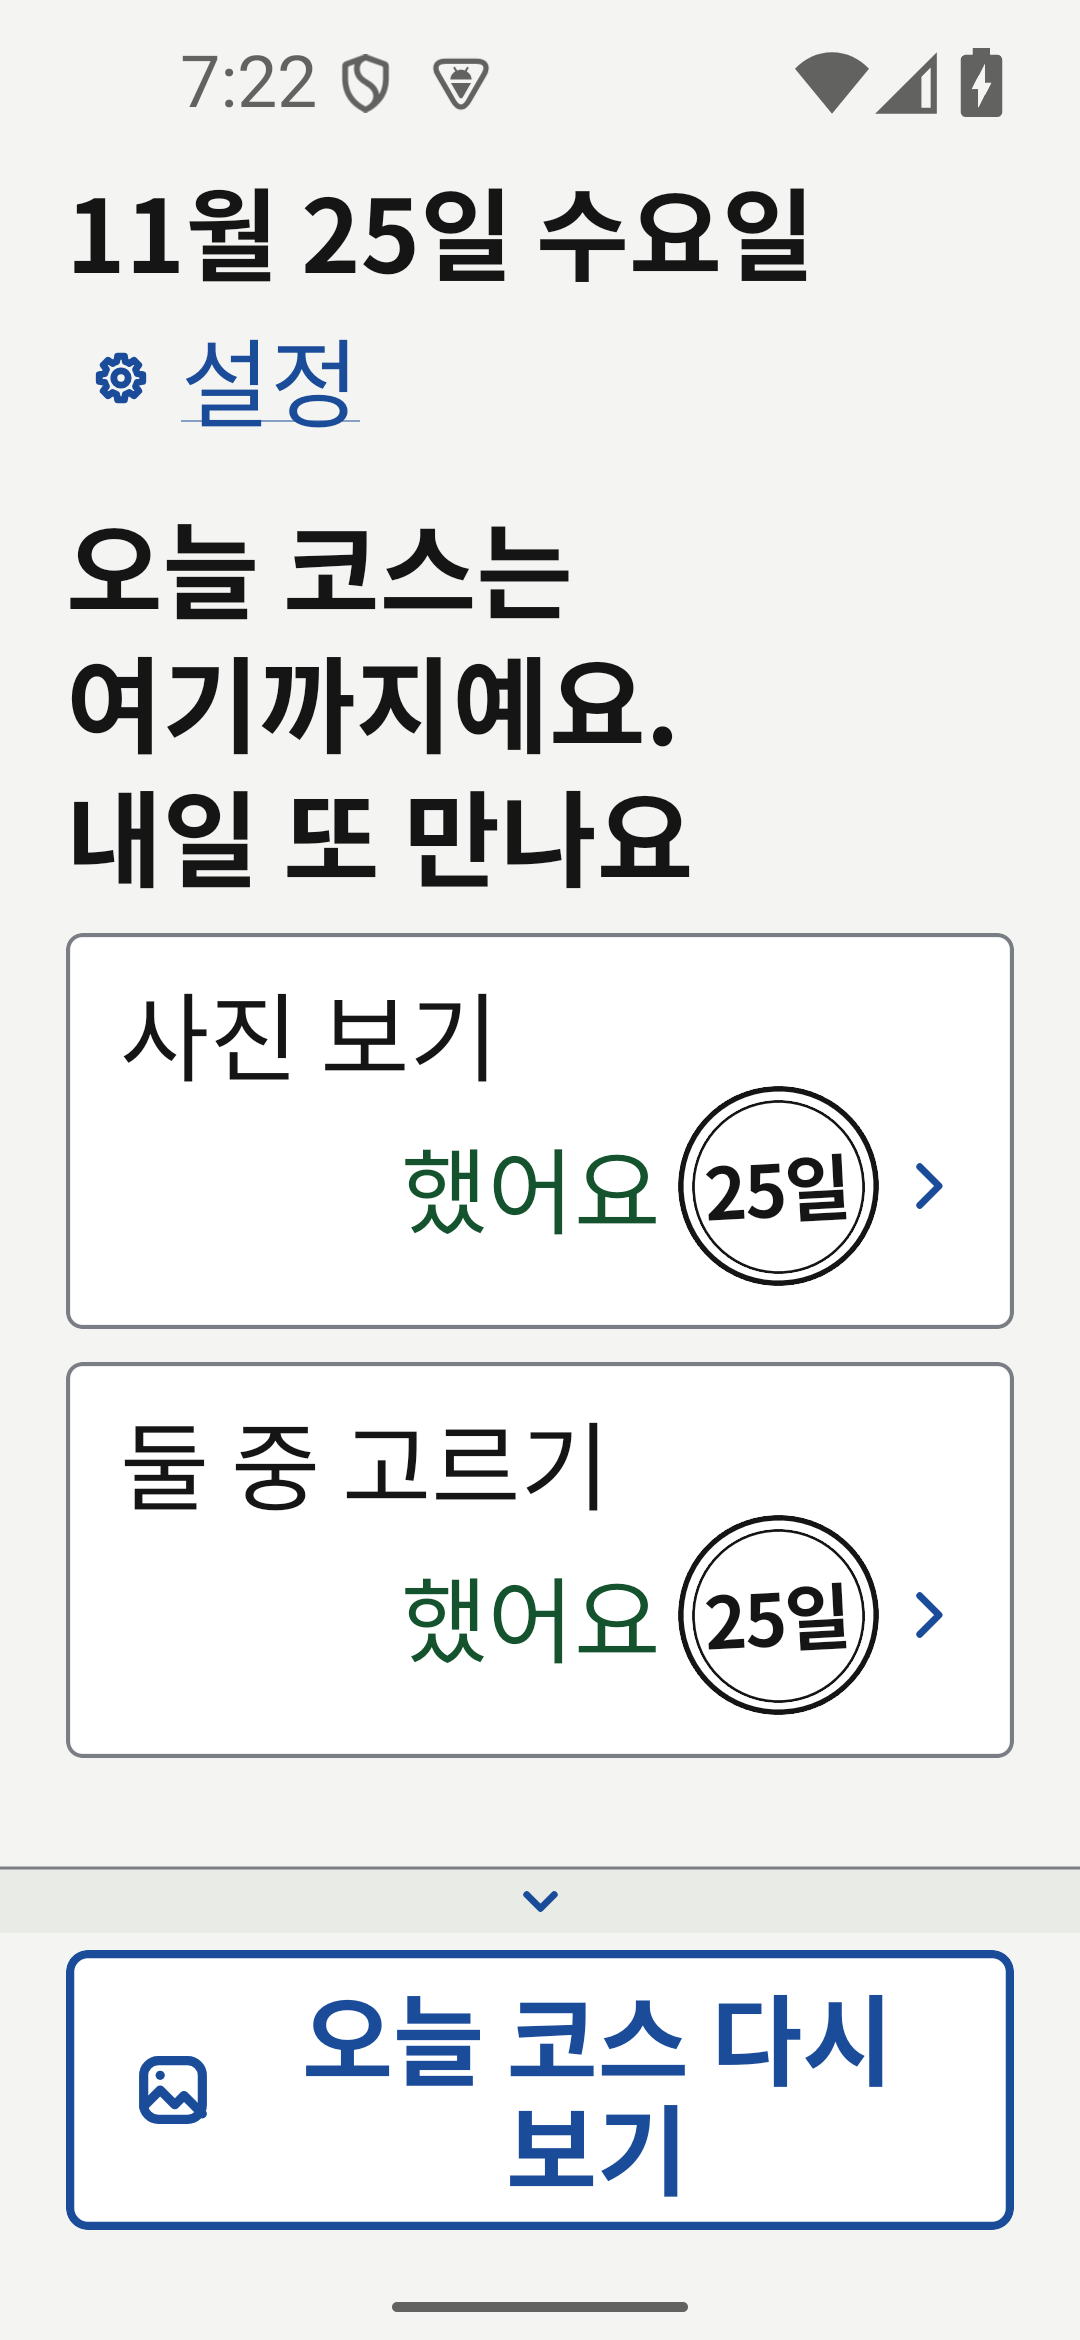 7:22
11월 25일 수요일
설정
오늘 코스는
여기까지예요.
내일 또 만나요
사진 보기
했어요 25일
둘 중 고르기
했어요 25일
오늘 코스 다시
보기